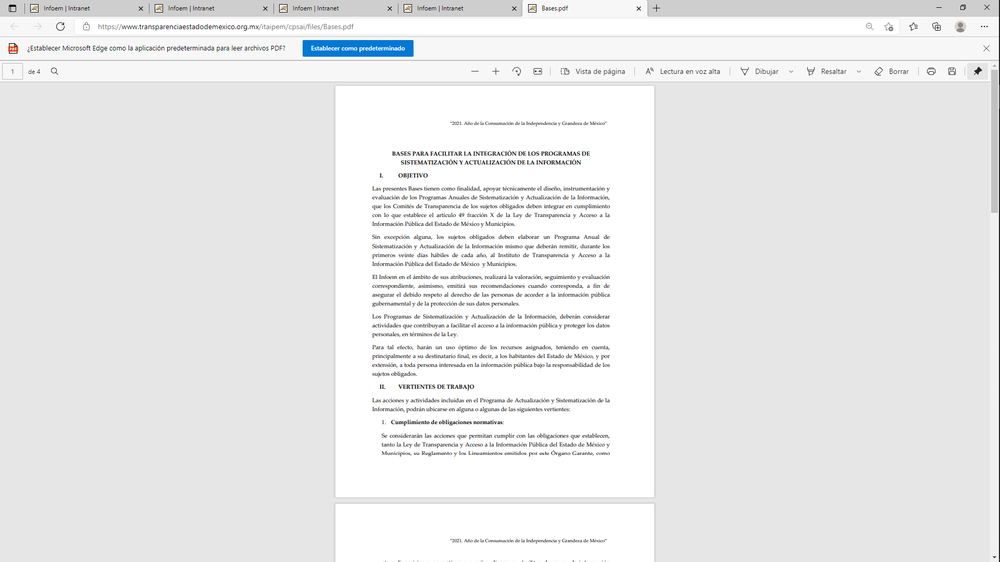 Infoem | Intranet
Infoem | Intranet
Infoem | Intranet
Infoem | Intranet
Bases.pdf
https://www.transparenciaestadodemexico.org.mx/itaipem/cpsai/files/Bases.pdf
PDF
¿Establecer Microsoft Edge como la aplicación predeterminada para leer archivos PDF?
Establecer como predeterminado
1 de 4
Vista de página
Lectura en voz alta
Dibujar
Resaltar
Borrar
“2021. Año de la Consumación de la Independencia y Grandeza de México”
BASES PARA FACILITAR LA INTEGRACIÓN DE LOS PROGRAMAS DE
SISTEMATIZACIÓN Y ACTUALIZACIÓN DE LA INFORMACIÓN
I. OBJETIVO
Las presentes Bases tienen como finalidad, apoyar técnicamente el diseño, instrumentación y
evaluación de los Programas Anuales de Sistematización y Actualización de la Información,
que los Comités de Transparencia de los sujetos obligados deben integrar en cumplimiento
con lo que establece el artículo 49 fracción X de la Ley de Transparencia y Acceso a la
Información Pública del Estado de México y Municipios.
Sin excepción alguna, los sujetos obligados deben elaborar un Programa Anual de
Sistematización y Actualización de la Información mismo que deberán remitir, durante los
primeros veinte días hábiles de cada año, al Instituto de Transparencia y Acceso a la
Información Pública del Estado de México y Municipios.
El Infoem en el ámbito de sus atribuciones, realizará la valoración, seguimiento y evaluación
correspondiente, asimismo, emitirá sus recomendaciones cuando corresponda, a fin de
asegurar el debido respeto al derecho de las personas de acceder a la información pública
gubernamental y de la protección de sus datos personales.
Los Programas de Sistematización y Actualización de la Información, deberán considerar
actividades que contribuyan a facilitar el acceso a la información pública y proteger los datos
personales, en términos de la Ley.
Para tal efecto, harán un uso óptimo de los recursos asignados, teniendo en cuenta,
principalmente a su destinatario final, es decir, a los habitantes del Estado de México, y por
extensión, a toda persona interesada en la información pública bajo la responsabilidad de los
sujetos obligados.
II. VERTIENTES DE TRABAJO
Las acciones y actividades incluidas en el Programa de Actualización y Sistematización de la
Información, podrán ubicarse en alguna o algunas de las siguientes vertientes:
1. Cumplimiento de obligaciones normativas:
Se considerarán las acciones que permitan cumplir con las obligaciones que establecen,
tanto la Ley de Transparencia y Acceso a la Información Pública del Estado de México y
Municipios, su Reglamento y los Lineamientos emitidos por este Órgano Garante, como
“2021. Año de la Consumación de la Independencia y Grandeza de México”